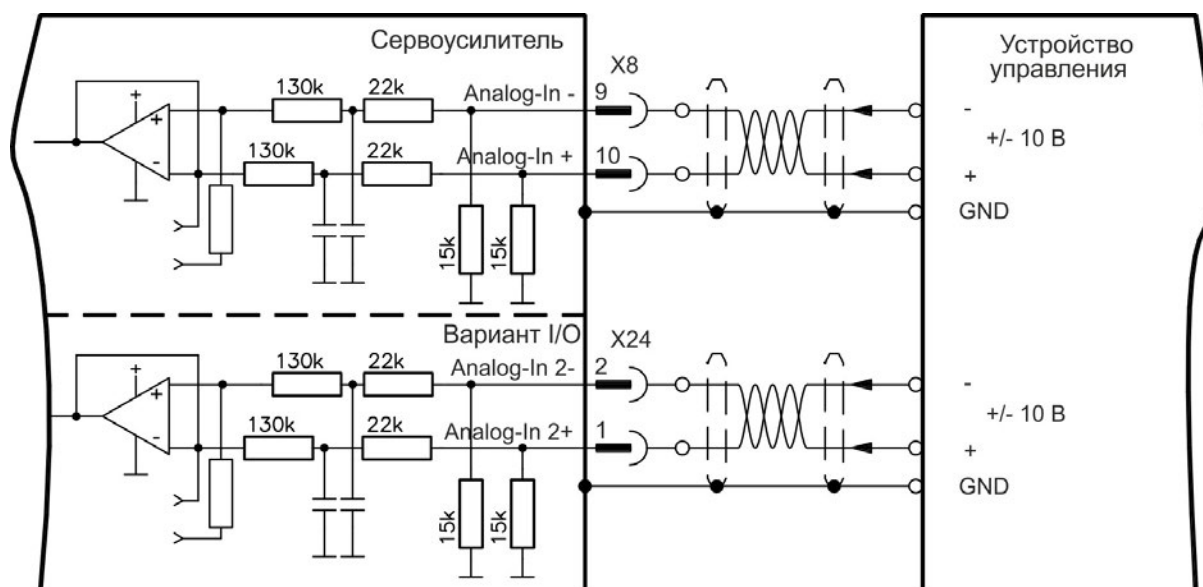 Сервоусилитель
X8
Устройство управления
130k
22k
Analog-In -
9
-
+
-
+/- 10 В
130k
22k
Analog-In +
10
+
GND
15k
15k
Вариант I/O
X24
130k
22k
Analog-In 2-
2
-
+
+
-
+/- 10 В
130k
22k
Analog-In 2+
1
+
GND
15k
15k